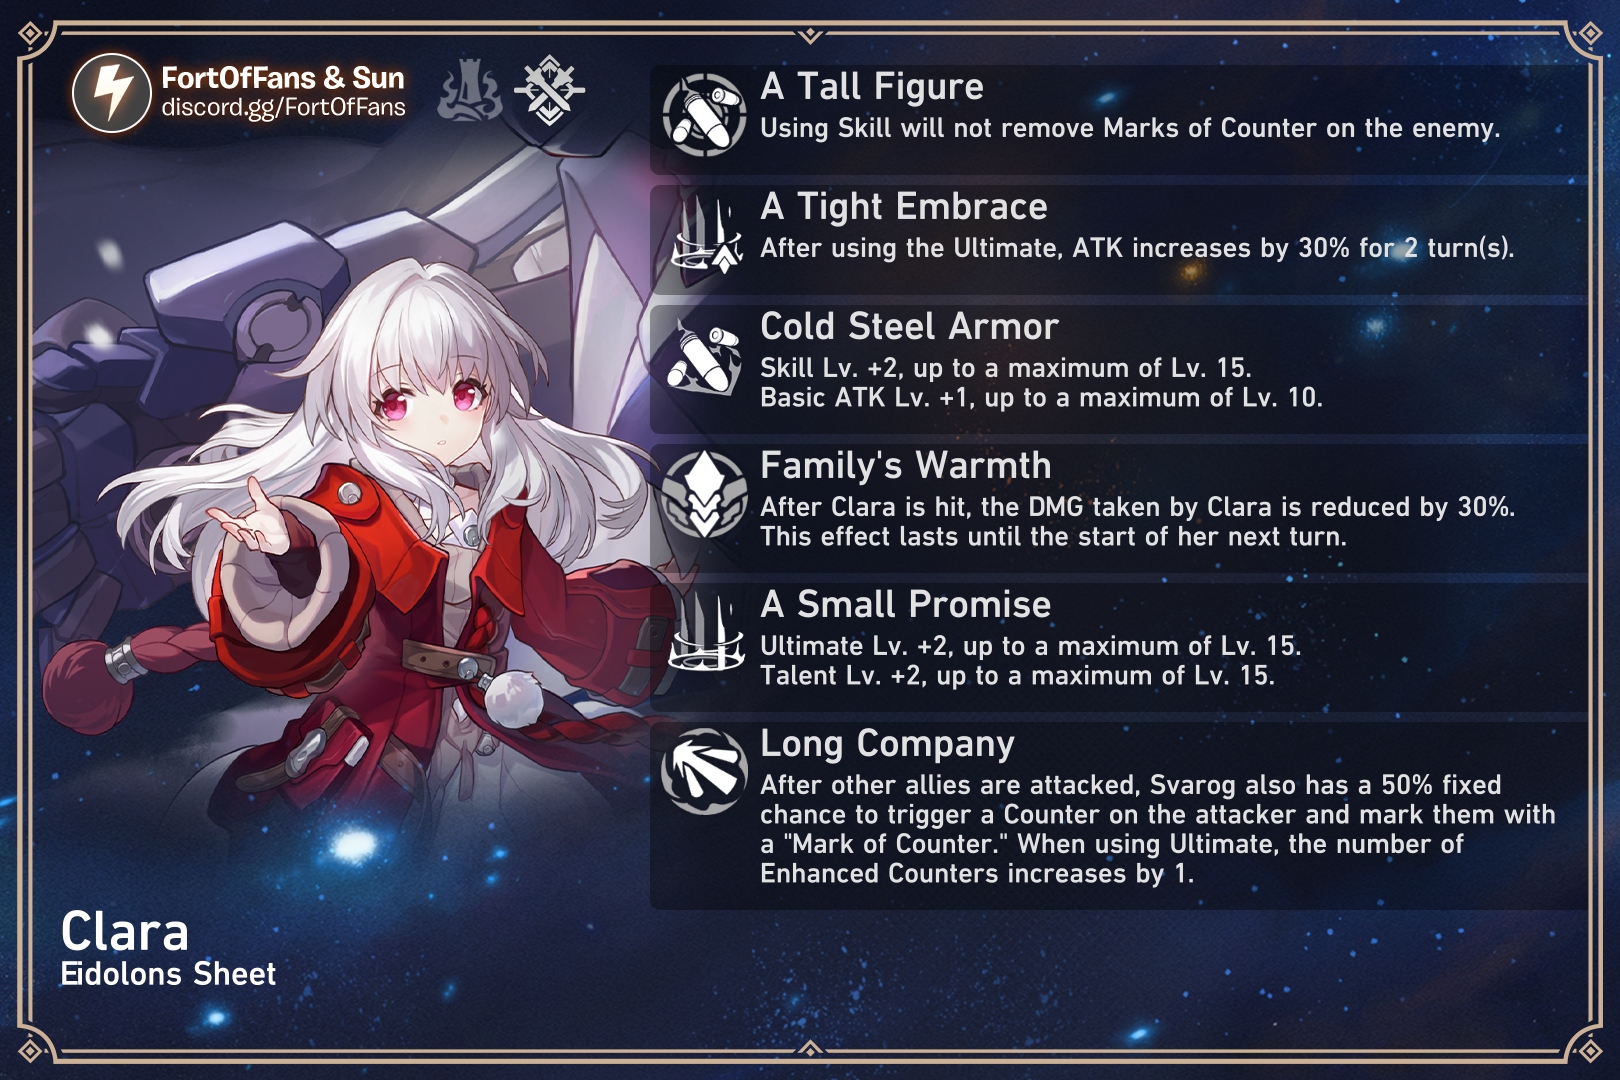 FortOfFans & Sun
discord.gg/FortOfFans
A Tall Figure
Using Skill will not remove Marks of Counter on the enemy.
A Tight Embrace
After using the Ultimate, ATK increases by 30% for 2 turn(s).
Cold Steel Armor
Skill Lv. +2, up to a maximum of Lv. 15.
Basic ATK Lv. +1, up to a maximum of Lv. 10.
Family's Warmth
After Clara is hit, the DMG taken by Clara is reduced by 30%.
This effect lasts until the start of her next turn.
A Small Promise
Ultimate Lv. +2, up to a maximum of Lv. 15.
Talent Lv. +2, up to a maximum of Lv. 15.
Long Company
After other allies are attacked, Svarog also has a 50% fixed
chance to trigger a Counter on the attacker and mark them with
a "Mark of Counter." When using Ultimate, the number of
Enhanced Counters increases by 1.
Clara
Eidolons Sheet